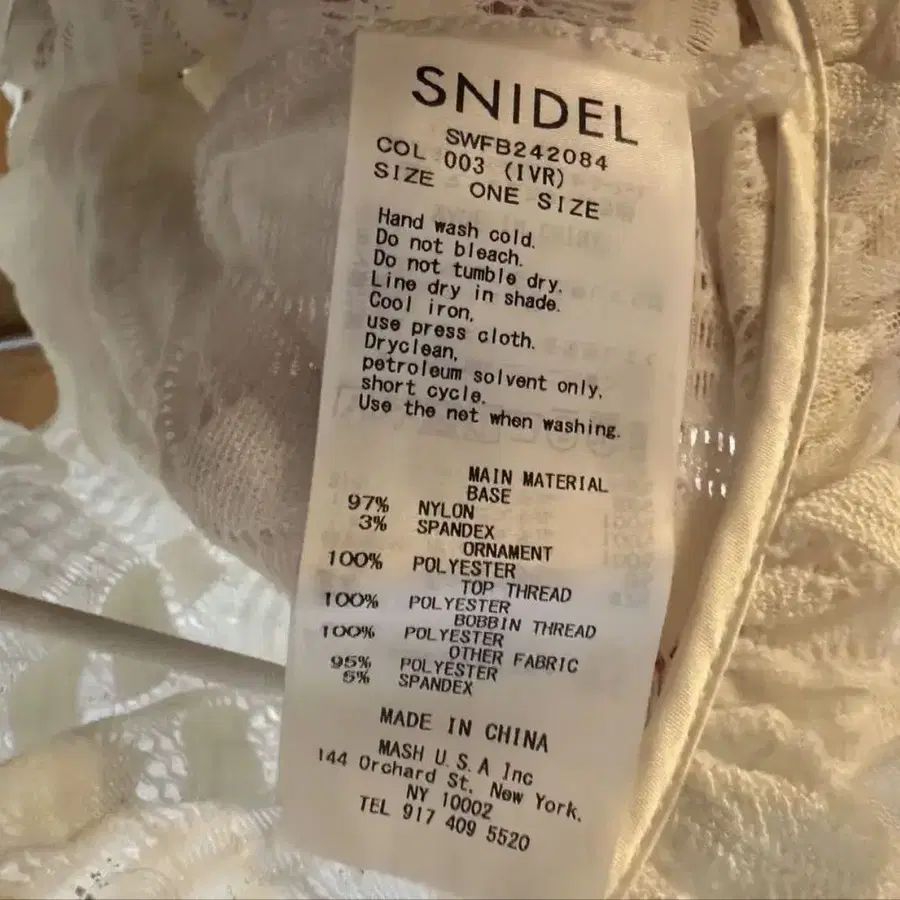 SNIDEL
SWFB242084
COL 003 (IVR)
SIZE ONE SIZE
Hand wash cold.
Do not bleach.
Do not tumble dry.
Line dry in shade.
Cool iron,
use press cloth.
Dryclean,
petroleum solvent only,
short cycle.
Use the net when washing.
MAIN MATERIAL
BASE
97% NYLON
3% SPANDEX
ORNAMENT
100% POLYESTER
TOP THREAD
100% POLYESTER
BOBBIN THREAD
100% POLYESTER
OTHER FABRIC
95% POLYESTER
5% SPANDEX
MADE IN CHINA
MASH U.S.A Inc
144 Orchard St. New York.
NY 10002
TEL 917 409 5520